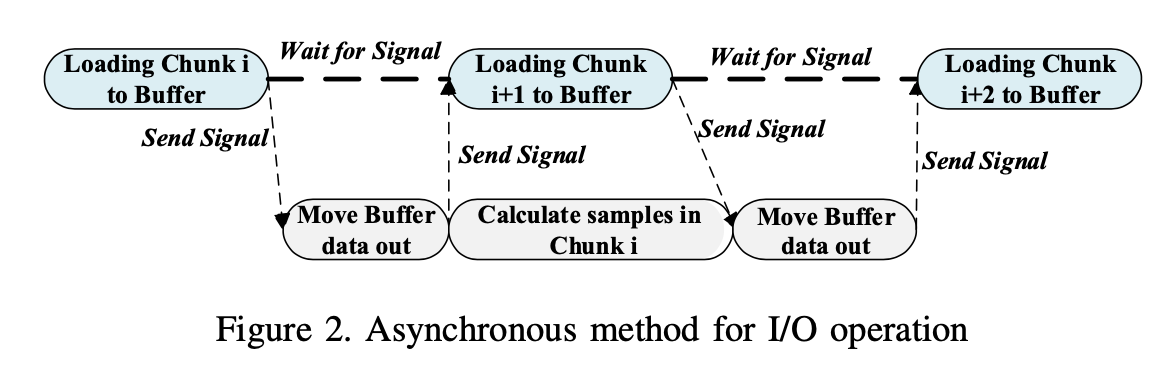 Loading Chunk i
to Buffer
Wait for Signal
Loading Chunk
i+1 to Buffer
Wait for Signal
Loading Chunk
i+2 to Buffer
Send Signal
Send Signal
Send Signal
Send Signal
Move Buffer
data out
Calculate samples in
Chunk i
Move Buffer
data out
Figure 2. Asynchronous method for I/O operation